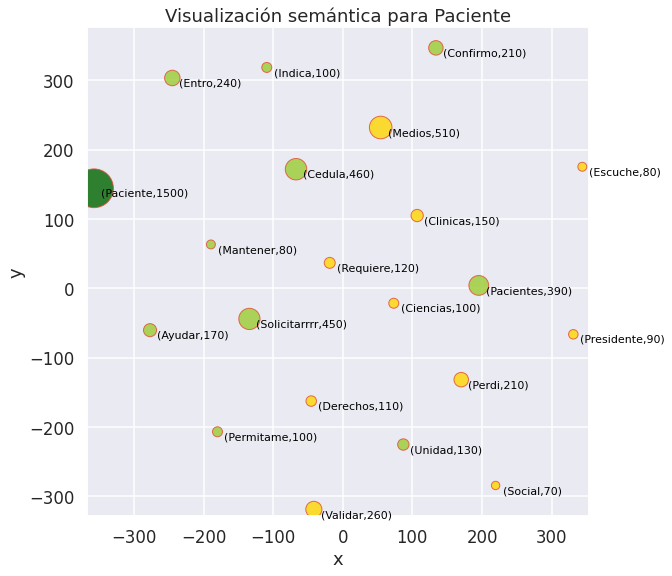 Visualización semántica para Paciente
(Confirmo,210)
(Indica,100)
(Entro,240)
(Medios,510)
(Cedula,460)
(Escuche,80)
(Paciente,1500)
(Clinicas,150)
(Mantener,80)
(Requiere,120)
(Pacientes,390)
(Ciencias,100)
(Solicitarrrr,450)
(Ayudar,170)
(Presidente,90)
(Perdi,210)
(Derechos,110)
(Permitame,100)
(Unidad,130)
(Social,70)
(Validar,260)
300
200
100
0
−100
−200
−300
y
−300 −200 −100 0 100 200 300
x